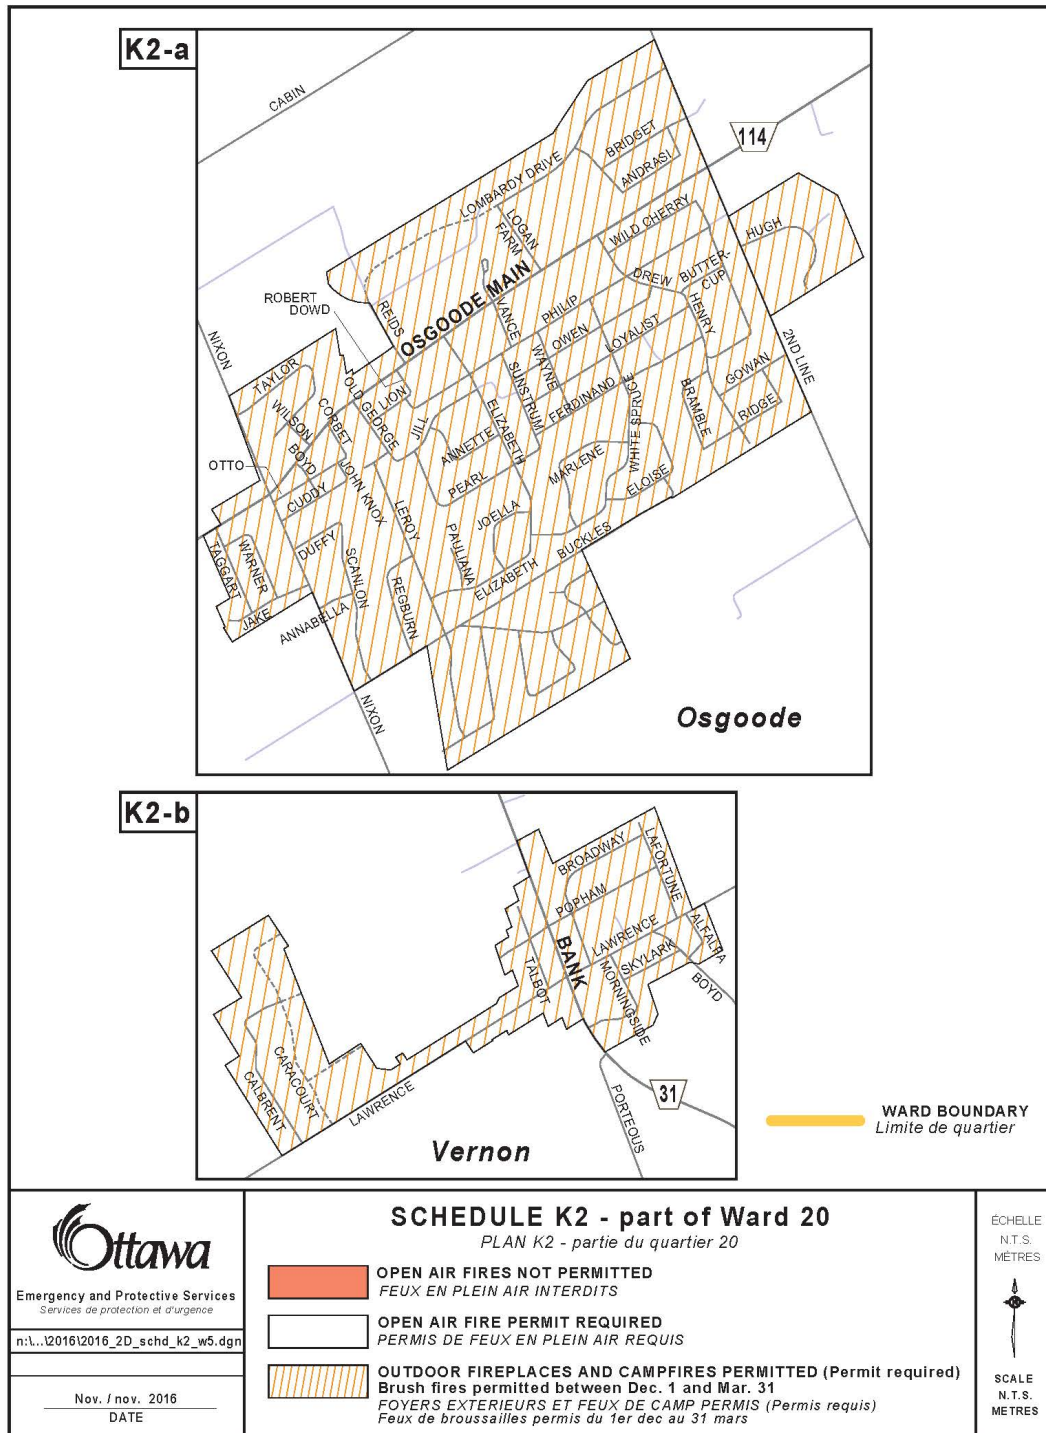 K2-a
CABIN
114
BRIDGET
ANDRASI
LOMBARDY DRIVE
LOGAN
FARM
WILD CHERRY
HUGH
DREW
BUTTER-
CUP
HENRY
ROBERT
DOWD
REIDS
OSGOODE MAIN
VANCE
PHILIP
OWEN
WAYNE
LOYALIST
NIXON
2ND LINE
TAYLOR
OLD GEORGE
LION
JILL
SUNSTRUM
FERDINAND
WHITE SPRUCE
BRAMBLE
GOWAN
RIDGE
WILSON
CORBET
BOYD
OTTO
CUDDY
JOHN KNOX
ANNETTE
ELIZABETH
PEARL
MARLENE
ELOISE
LEROY
JOELLA
BUCKLES
PAULIANA
ELIZABETH
DUFFY
SCANLON
TAGGART
WARNER
JAKE
ANNABELLA
REGBURN
NIXON
Osgoode
K2-b
BROADWAY
LAFORTUNE
POPHAM
BANK
LAWRENCE
ALFALFA
SKYLARK
BOYD
TALBOT
MORNINGSIDE
CARACOURT
CALBRENT
LAWRENCE
PORTEOUS
31
Vernon
WARD BOUNDARY
Limite de quartier
Ottawa
Emergency and Protective Services
Services de protection et d'urgence
n:\...\2016\2016_2D_schd_k2_w5.dgn
Nov. / nov. 2016
DATE
SCHEDULE K2 - part of Ward 20
PLAN K2 - partie du quartier 20
OPEN AIR FIRES NOT PERMITTED
FEUX EN PLEIN AIR INTERDITS
OPEN AIR FIRE PERMIT REQUIRED
PERMIS DE FEUX EN PLEIN AIR REQUIS
OUTDOOR FIREPLACES AND CAMPFIRES PERMITTED (Permit required)
Brush fires permitted between Dec. 1 and Mar. 31
FOYERS EXTERIEURS ET FEUX DE CAMP PERMIS (Permis requis)
Feux de broussailles permis du 1er dec au 31 mars
ÉCHELLE
N.T.S.
MÈTRES
SCALE
N.T.S.
METRES